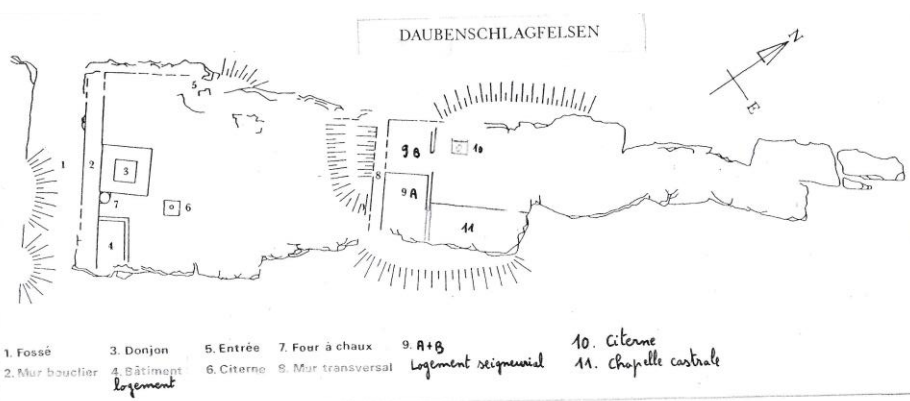 DAUBENSCHLAGFELSEN
N
E
5
1
2
3
7
6
4
8
9 B
10
9 A
11
1. Fossé
2. Mur bouclier
3. Donjon
4. Bâtiment
logement
5. Entrée
6. Citerne
7. Four à chaux
8. Mur transversal
9. A+B
Logement seigneurial
10. Citerne
11. Chapelle castrale